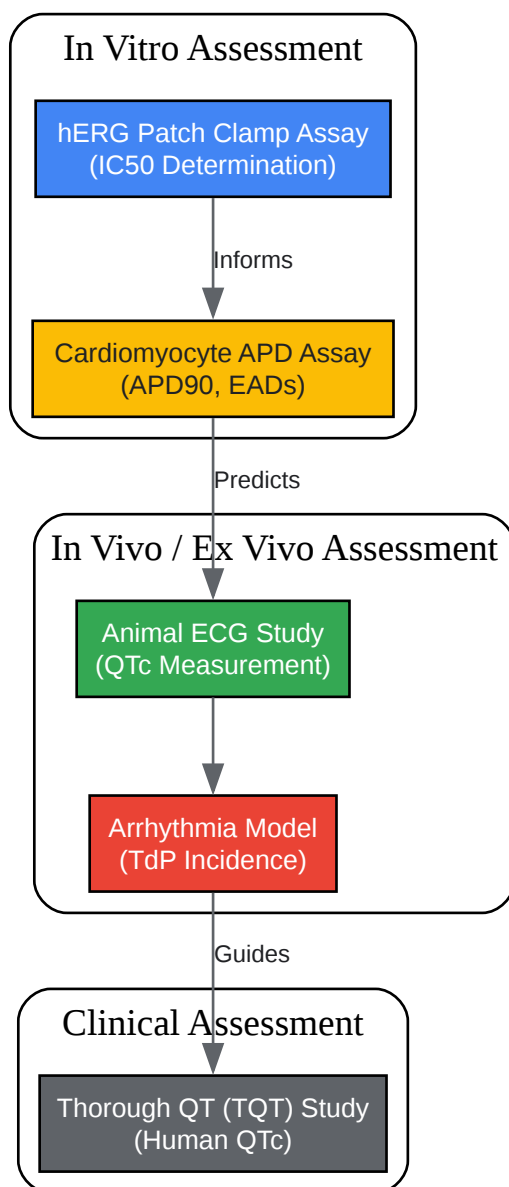 In Vitro Assessment
hERG Patch Clamp Assay
(IC50 Determination)
Informs
Cardiomyocyte APD Assay
(APD90, EADs)
Predicts
In Vivo / Ex Vivo Assessment
Animal ECG Study
(QTc Measurement)
Arrhythmia Model
(TdP Incidence)
Guides
Clinical Assessment
Thorough QT (TQT) Study
(Human QTc)